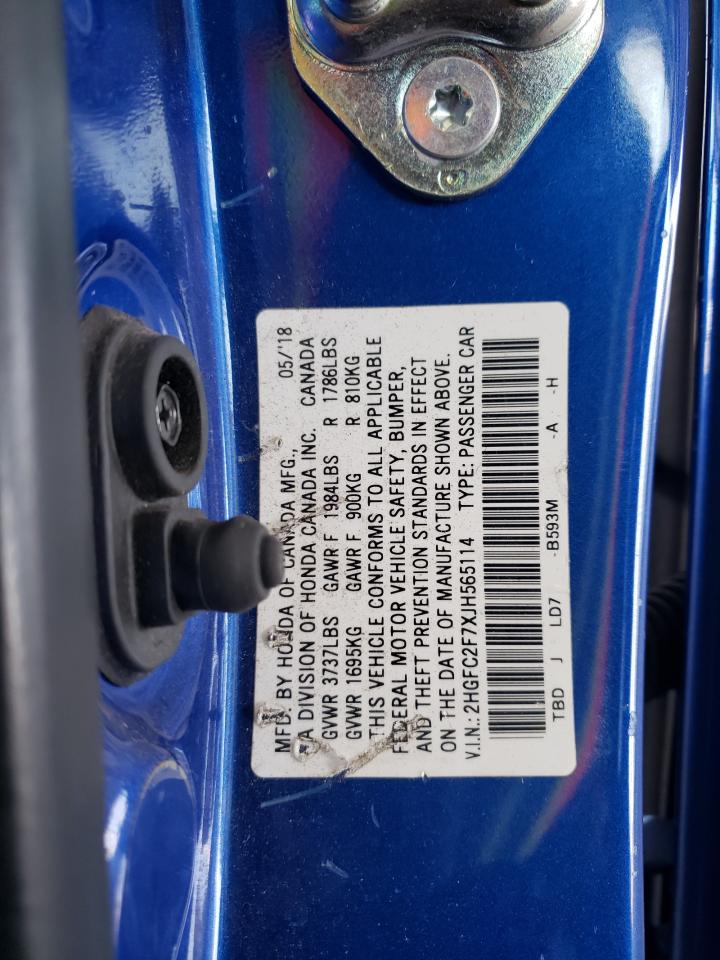 MFD. BY HONDA OF CANADA MFG., 05/'18
A DIVISION OF HONDA CANADA INC. CANADA
GVWR 3737LBS GAWR F 1984LBS R 1786LBS
GVWR 1695KG GAWR F 900KG R 810KG
THIS VEHICLE CONFORMS TO ALL APPLICABLE
FEDERAL MOTOR VEHICLE SAFETY, BUMPER,
AND THEFT PREVENTION STANDARDS IN EFFECT
ON THE DATE OF MANUFACTURE SHOWN ABOVE.
V.I.N.: 2HGFC2F7XJH565114 TYPE: PASSENGER CAR
TBD J LD7 -B593M -A -H